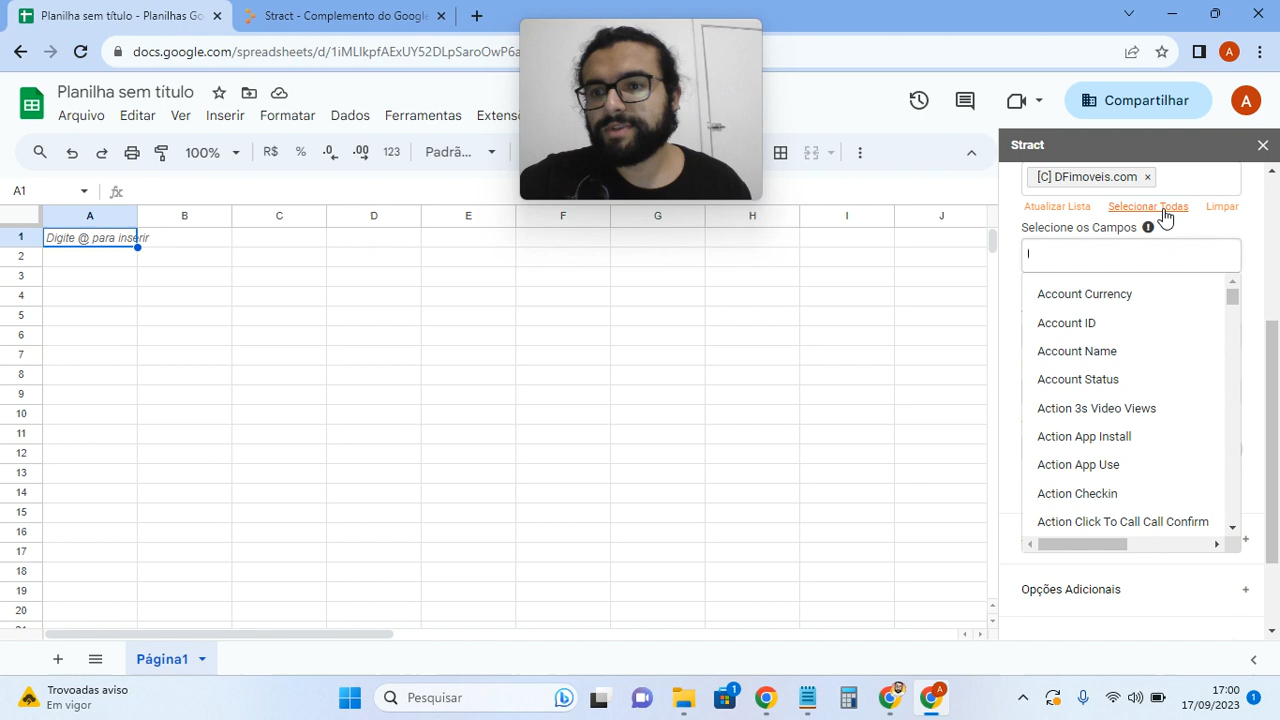 Planilha sem título - Planilhas Go
Stract - Complemento do Google
docs.google.com/spreadsheets/d/1iMLIkpfAExUY52DLpSaroOwP6a
Planilha sem título
Compartilhar
A
Arquivo
Editar
Ver
Inserir
Formatar
Dados
Ferramentas
Extensõ
100%
R$
.0
.00
123
Padrã...
Stract
A1
fx
[C] DFimoveis.com ×
Atualizar Lista
Selecionar Todas
Limpar
Selecione os Campos
A
B
C
D
E
F
G
H
I
J
1
Digite @ para inserir
2
3
4
5
6
7
8
9
10
11
12
13
14
15
16
17
18
19
20
Account Currency
Account ID
Account Name
Account Status
Action 3s Video Views
Action App Install
Action App Use
Action Checkin
Action Click To Call Call Confirm
Opções Adicionais
+
Página1
Trovoadas aviso
Em vigor
Pesquisar
17:00
17/09/2023